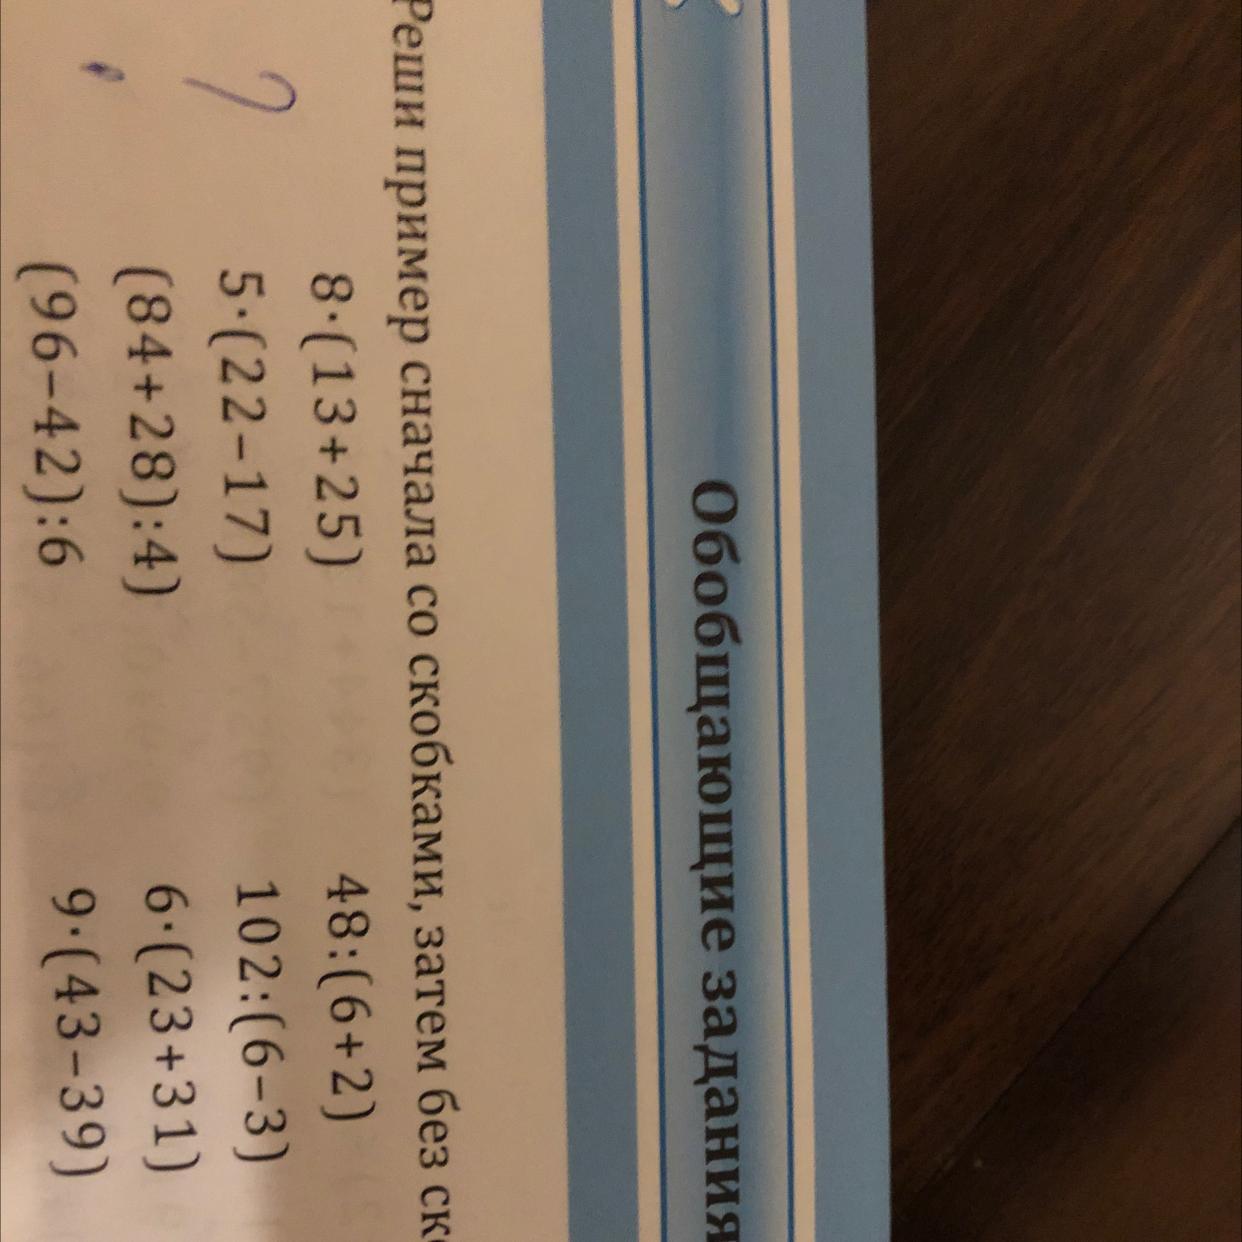 Обобщающие задания
Реши пример сначала со скобками, затем без
8·(13+25) 48:(6+2)
5·(22−17) 102:(6−3)
(84+28):4) 6·(23+31)
(96−42):6 9·(43−39)
?